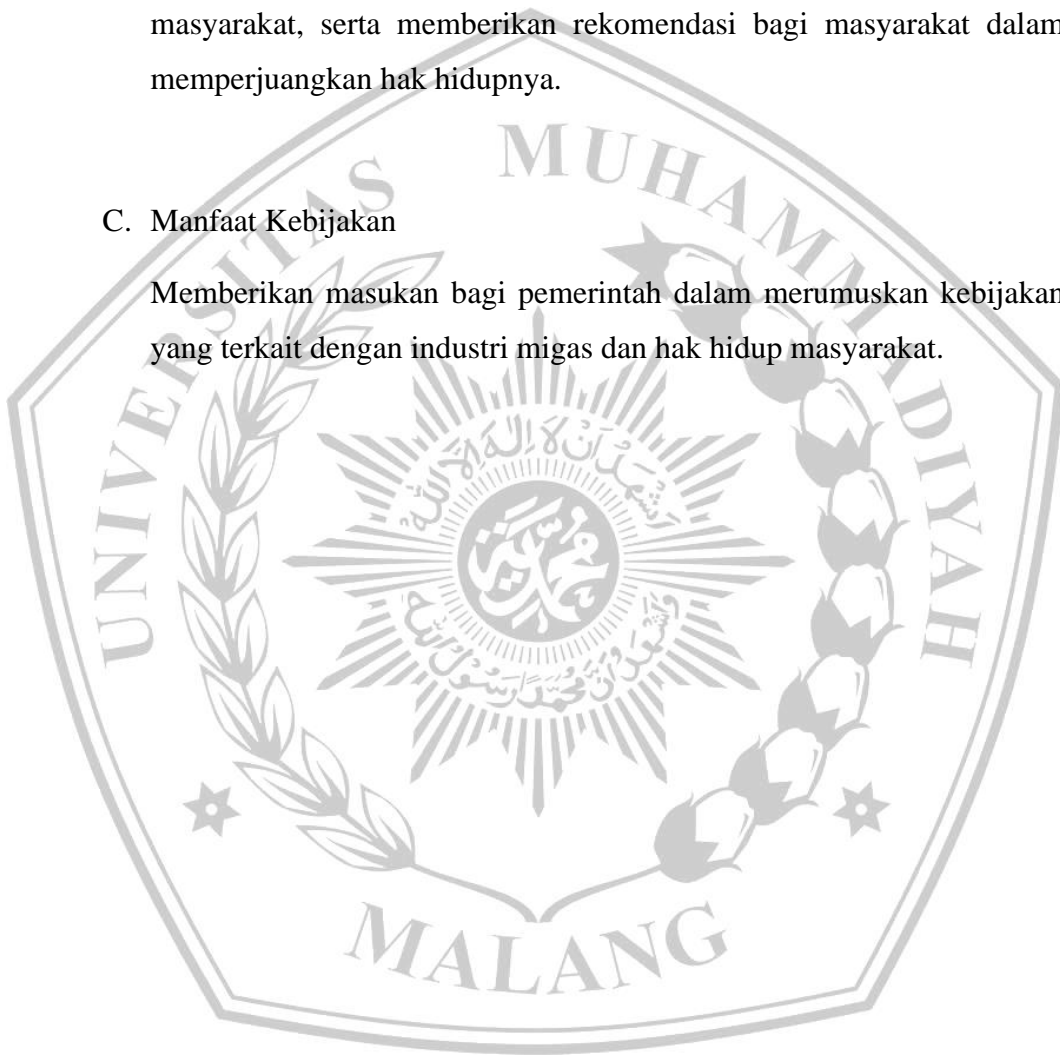 masyarakat, serta memberikan rekomendasi bagi masyarakat dalam
memperjuangkan hak hidupnya.
C. Manfaat Kebijakan
Memberikan masukan bagi pemerintah dalam merumuskan kebijakan
yang terkait dengan industri migas dan hak hidup masyarakat.
UNIVERSITAS MUHAMMADIYAH
MALANG